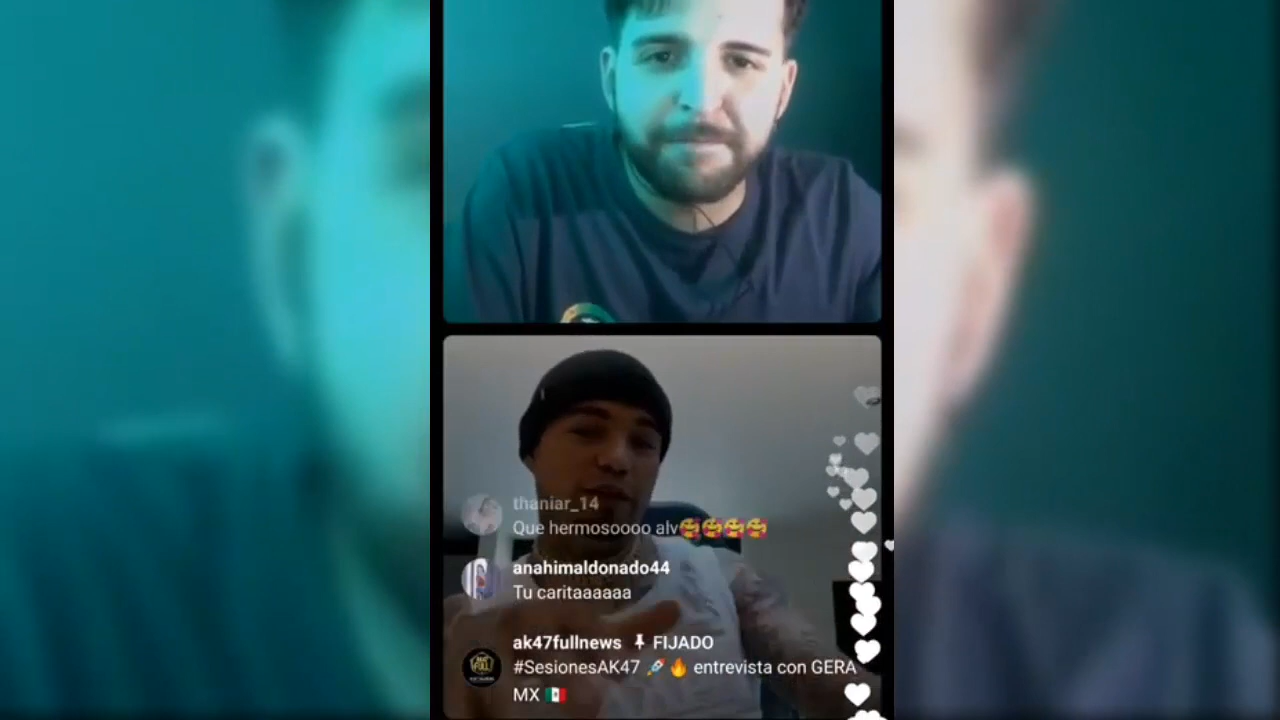 thaniar_14
Que hermosoooo alv🥰🥰🥰🥰
anahimaldonado44
Tu caritaaaaaa
ak47fullnews 📌 FIJADO
#SesionesAK47 🚀🔥 entrevista con GERA
MX 🇲🇽